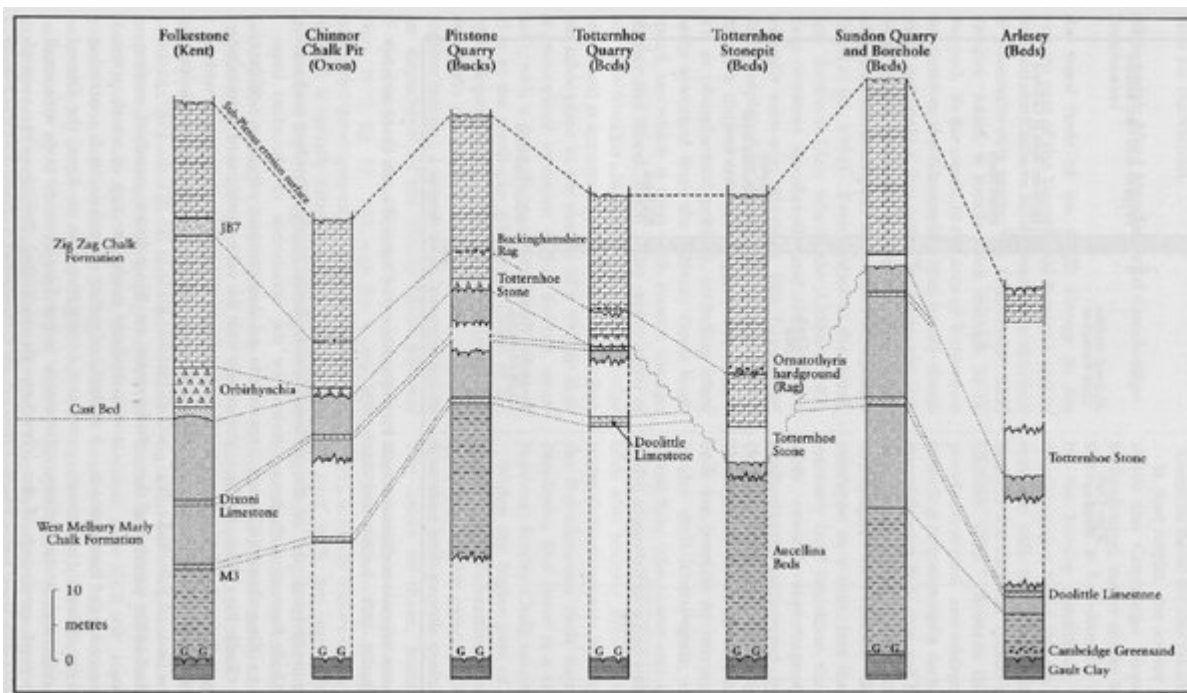 Folkestone
(Kent)
Chinnor
Chalk Pit
(Oxon)
Pitstone
Quarry
(Bucks)
Totternhoe
Quarry
(Beds)
Totternhoe
Stonepit
(Beds)
Sundon Quarry
and Borehole
(Beds)
Arlesey
(Beds)
Sub-Plenus erosion surface
JB7
Zig Zag Chalk
Formation
Buckinghamshire
Rag
Totternhoe
Stone
Orbirhynchia
Ornatothyris
hardground
(Rag)
Cast Bed
Doolittle
Limestone
Totternhoe
Stone
Totternhoe Stone
Dixoni
Limestone
West Melbury Marly
Chalk Formation
Aucellina
Beds
M3
10
metres
0
Doolittle Limestone
G G
G G
G G
G G
G G
G G
Cambridge Greensand
Gault Clay